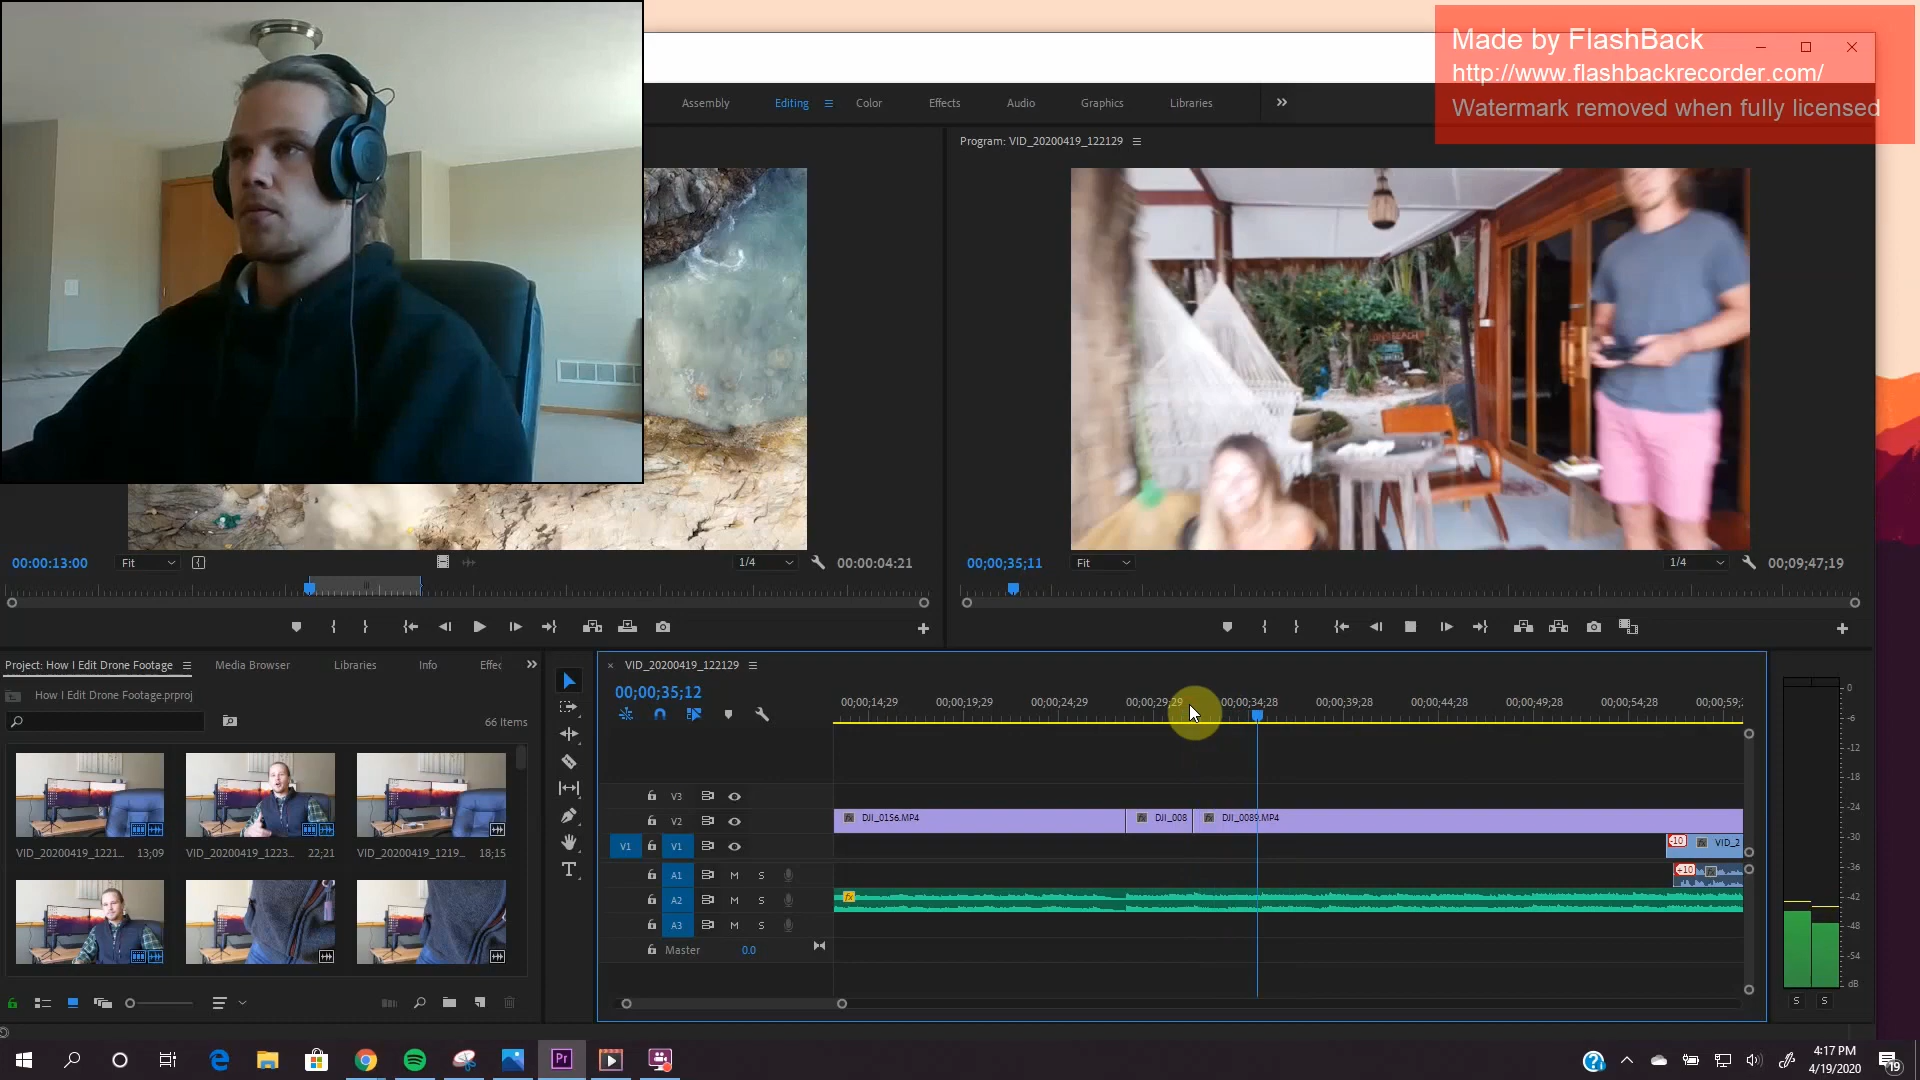 Made by FlashBack
http://www.flashbackrecorder.com/
Watermark removed when fully licensed
Assembly Editing Color Effects Audio Graphics Libraries
Program: VID_20200419_122129
00:00:13:00 Fit 1/4 00:00:04:21
00;00;35;11 Fit 1/4 00;09;47;19
Project: How I Edit Drone Footage Media Browser Libraries Info Effec
How I Edit Drone Footage.prproj
66 Items
VID_20200419_1221... 13;09
VID_20200419_1223... 22;21
VID_20200419_1219... 18;15
VID_20200419_122129
00;00;35;12
00;00;14;29 00;00;19;29 00;00;24;29 00;00;29;29 00;00;34;28 00;00;39;28 00;00;44;28 00;00;49;28 00;00;54;28 00;00;59;
V3
V2 DJI_0156.MP4 DJI_008 DJI_0089.MP4
V1 V1 -10 fx VID_2
A1 M S +10
A2 M S fx
A3 M S
Master 0.0
0
-6
-12
-18
-24
-30
-36
-42
-48
-54
dB
S S
Pr
4:17 PM
4/19/2020
19